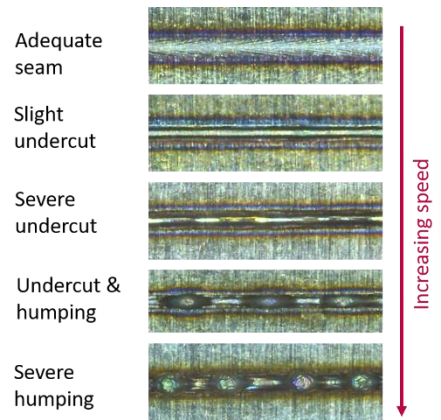 Adequate
seam
Slight
undercut
Severe
undercut
Undercut &
humping
Severe
humping
Increasing speed